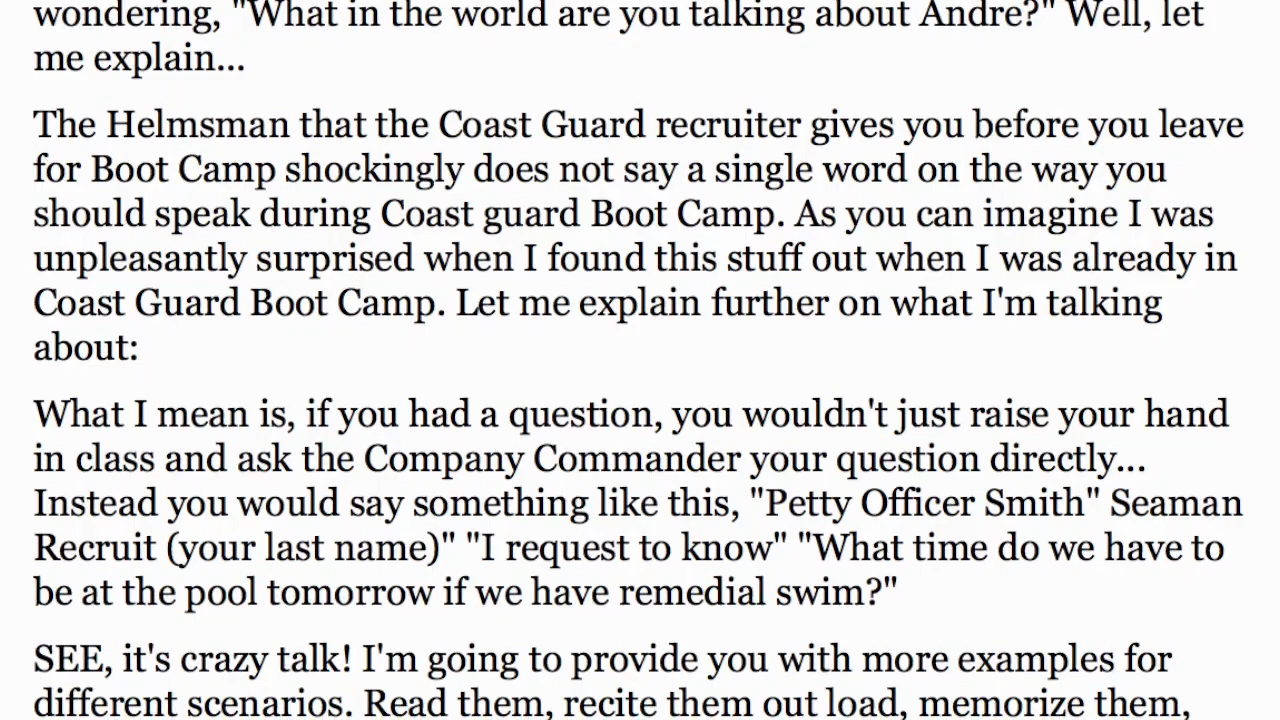 wondering, "What in the world are you talking about Andre?" Well, let
me explain...
The Helmsman that the Coast Guard recruiter gives you before you leave
for Boot Camp shockingly does not say a single word on the way you
should speak during Coast guard Boot Camp. As you can imagine I was
unpleasantly surprised when I found this stuff out when I was already in
Coast Guard Boot Camp. Let me explain further on what I'm talking
about:
What I mean is, if you had a question, you wouldn't just raise your hand
in class and ask the Company Commander your question directly...
Instead you would say something like this, "Petty Officer Smith" Seaman
Recruit (your last name)" "I request to know" "What time do we have to
be at the pool tomorrow if we have remedial swim?"
SEE, it's crazy talk! I'm going to provide you with more examples for
different scenarios. Read them, recite them out load, memorize them,